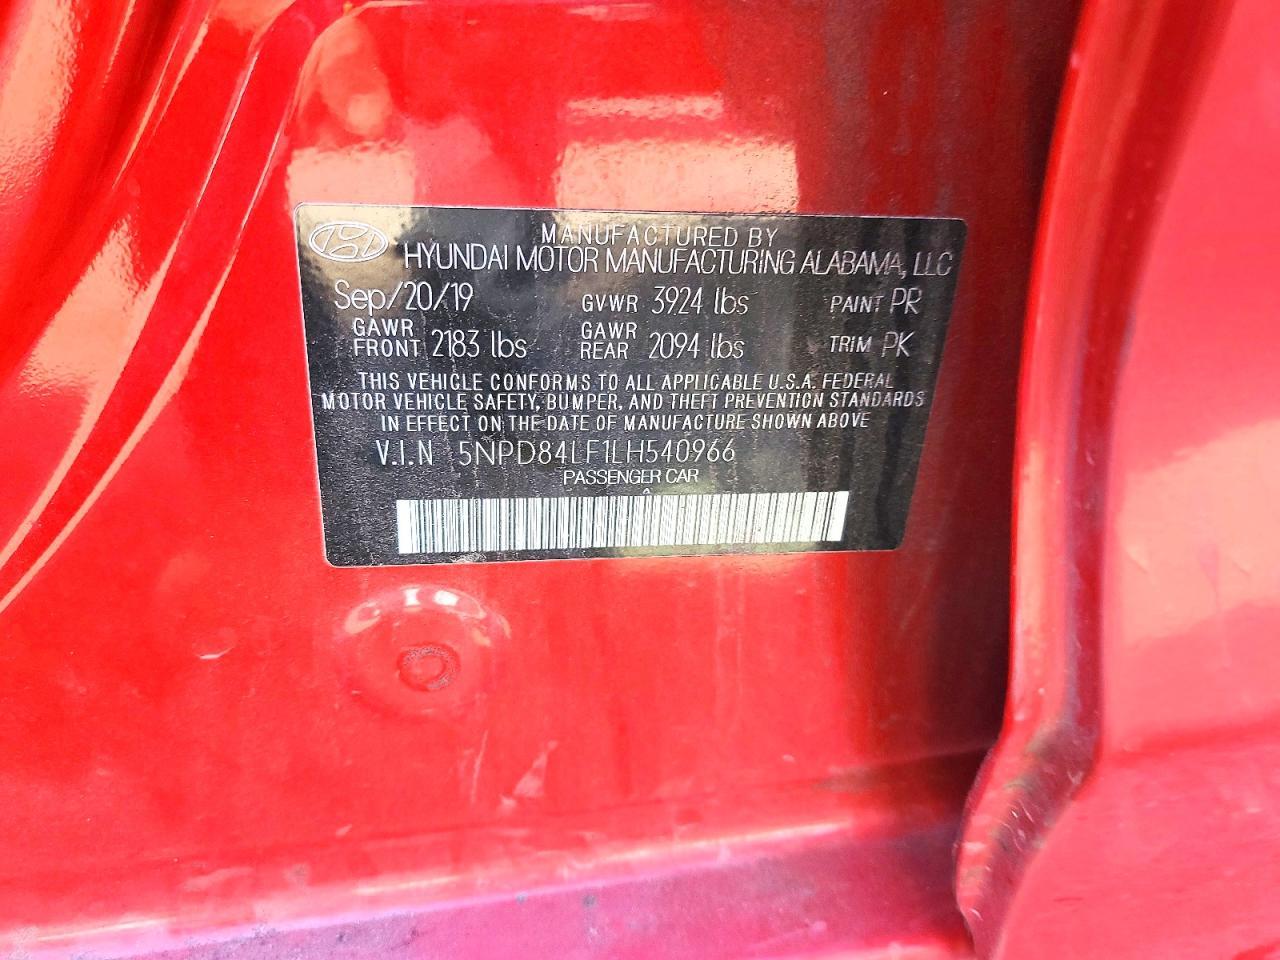 MANUFACTURED BY
HYUNDAI MOTOR MANUFACTURING ALABAMA, LLC
Sep/20/19 GVWR 3924 lbs PAINT PR
GAWR FRONT 2183 lbs GAWR REAR 2094 lbs TRIM PK
THIS VEHICLE CONFORMS TO ALL APPLICABLE U.S.A. FEDERAL
MOTOR VEHICLE SAFETY, BUMPER, AND THEFT PREVENTION STANDARDS
IN EFFECT ON THE DATE OF MANUFACTURE SHOWN ABOVE
V.I.N 5NPD84LF1LH540966
PASSENGER CAR